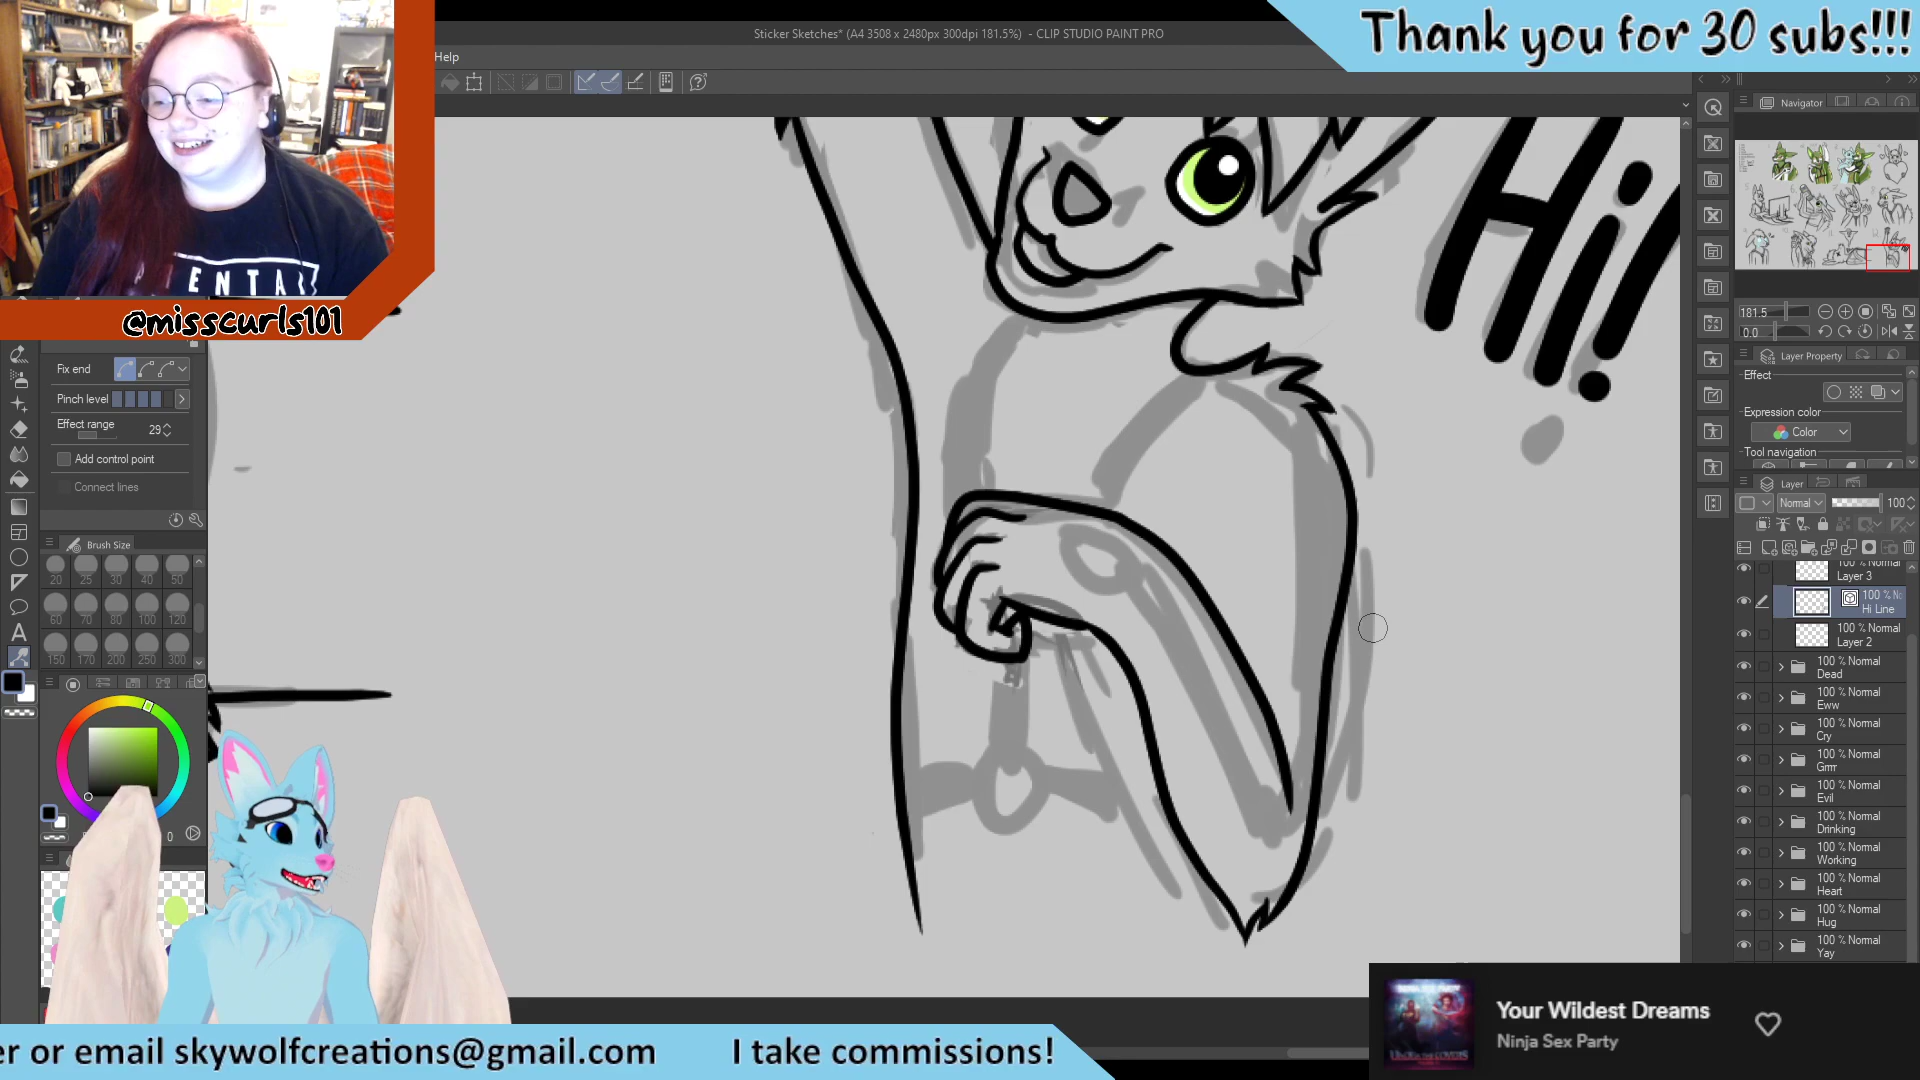 Thank you for 30 subs!!!
Sticker Sketches* (A4 3508 x 2480px 300dpi 181.5%) - CLIP STUDIO PAINT PRO
Help
@misscurls101
Fix end
Pinch level
Effect range
29
Add control point
Connect lines
Brush Size
20 25 30 40 50
60 70 80 100 120
150 170 200 250 300
0
Hi!
Navigator
181.5
0.0
Layer Property
Effect
Expression color
Color
Tool navigation
Layer
Normal
100
100 % Normal
Layer 3
100 % No
Hi Line
100 % Normal
Layer 2
100 % Normal
Dead
100 % Normal
Eww
100 % Normal
Cry
100 % Normal
Grrr
100 % Normal
Evil
100 % Normal
Drinking
100 % Normal
Working
100 % Normal
Heart
100 % Normal
Hug
100 % Normal
Yay
Your Wildest Dreams
Ninja Sex Party
er or email skywolfcreations@gmail.com
I take commissions!